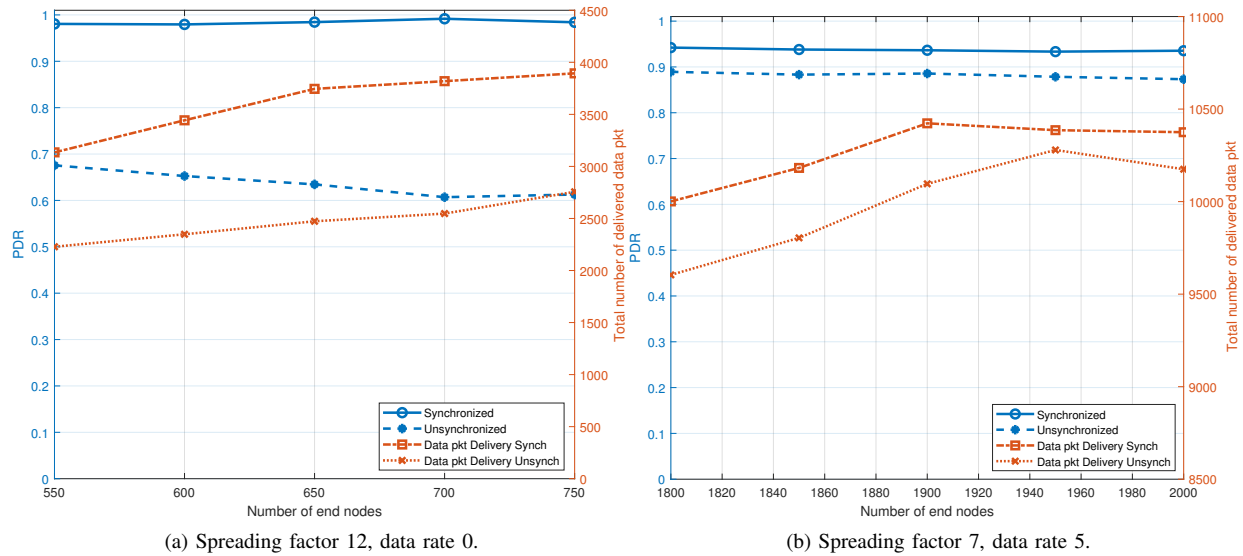 1
0.9
0.8
0.7
0.6
0.5
0.4
0.3
0.2
0.1
0
PDR
4500
4000
3500
3000
2500
2000
1500
1000
500
0
Total number of delivered data pkt
Synchronized
Unsynchronized
Data pkt Delivery Synch
Data pkt Delivery Unsynch
550 600 650 700 750
Number of end nodes
(a) Spreading factor 12, data rate 0.
1
0.9
0.8
0.7
0.6
0.5
0.4
0.3
0.2
0.1
0
PDR
11000
10500
10000
9500
9000
8500
Total number of delivered data pkt
Synchronized
Unsynchronized
Data pkt Delivery Synch
Data pkt Delivery Unsynch
1800 1820 1840 1860 1880 1900 1920 1940 1960 1980 2000
Number of end nodes
(b) Spreading factor 7, data rate 5.